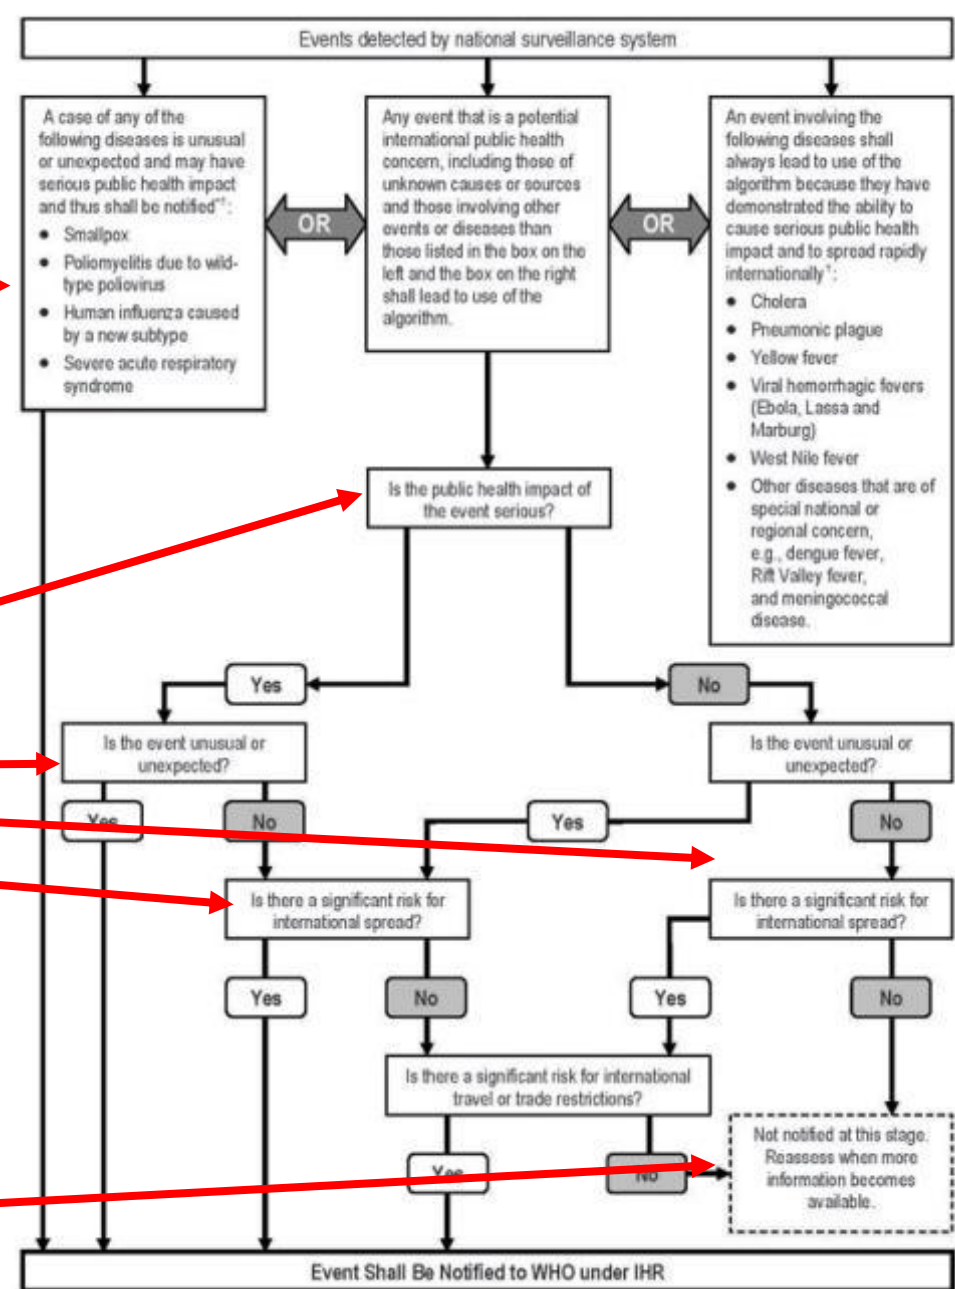 Events detected by national surveillance system
A case of any of the
following diseases is unusual
or unexpected and may have
serious public health impact
and thus shall be notified*†:
● Smallpox
● Poliomyelitis due to wild-
type poliovirus
● Human influenza caused
by a new subtype
● Severe acute respiratory
syndrome
OR
Any event that is a potential
international public health
concern, including those of
unknown causes or sources
and those involving other
events or diseases than
those listed in the box on the
left and the box on the right
shall lead to use of the
algorithm.
OR
An event involving the
following diseases shall
always lead to use of the
algorithm because they have
demonstrated the ability to
cause serious public health
impact and to spread rapidly
internationally†:
● Cholera
● Pneumonic plague
● Yellow fever
● Viral hemorrhagic fevers
(Ebola, Lassa and
Marburg)
● West Nile fever
● Other diseases that are of
special national or
regional concern,
e.g., dengue fever,
Rift Valley fever,
and meningococcal
disease.
Is the public health impact of
the event serious?
Yes
No
Is the event unusual or
unexpected?
Is the event unusual or
unexpected?
Yes
No
Yes
No
Is there a significant risk for
international spread?
Is there a significant risk for
international spread?
Yes
No
Yes
No
Is there a significant risk for international
travel or trade restrictions?
Not notified at this stage.
Reassess when more
information becomes
available.
Yes
No
Event Shall Be Notified to WHO under IHR